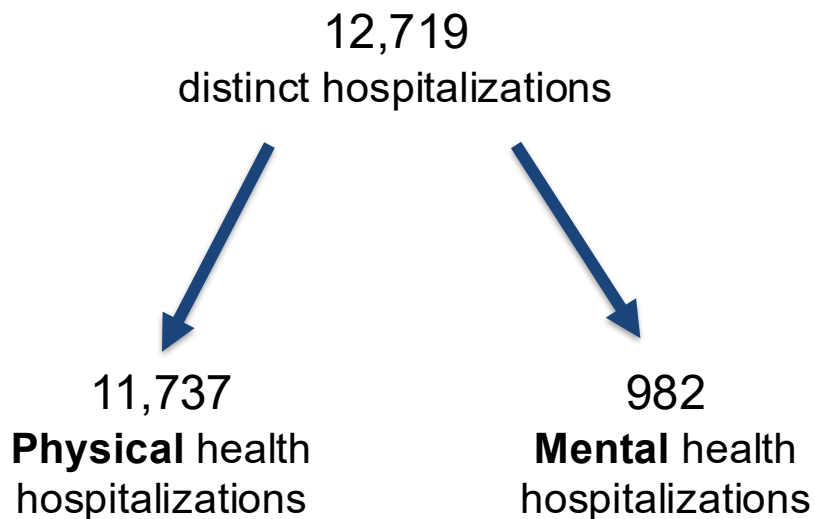 12,719
distinct hospitalizations
11,737
Physical health
hospitalizations
982
Mental health
hospitalizations